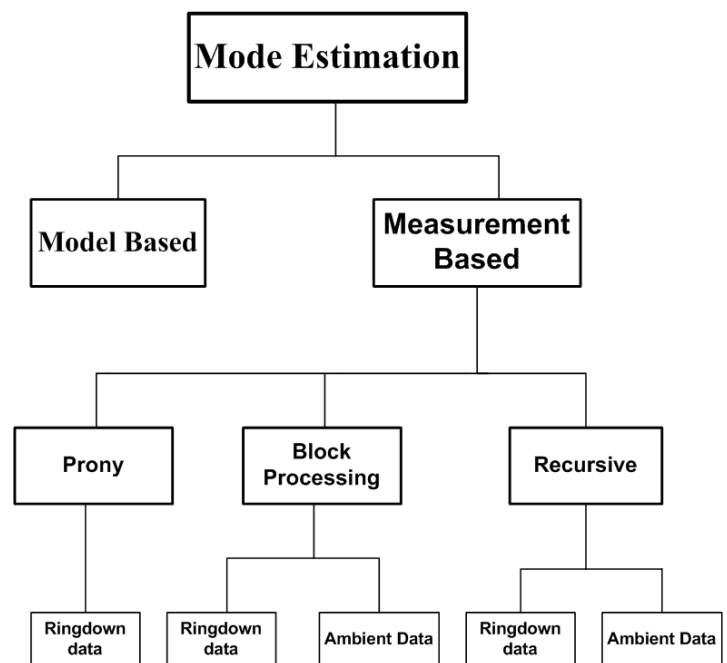 Mode Estimation
Model Based
Measurement
Based
Prony
Block
Processing
Recursive
Ringdown
data
Ringdown
data
Ambient Data
Ringdown
data
Ambient Data